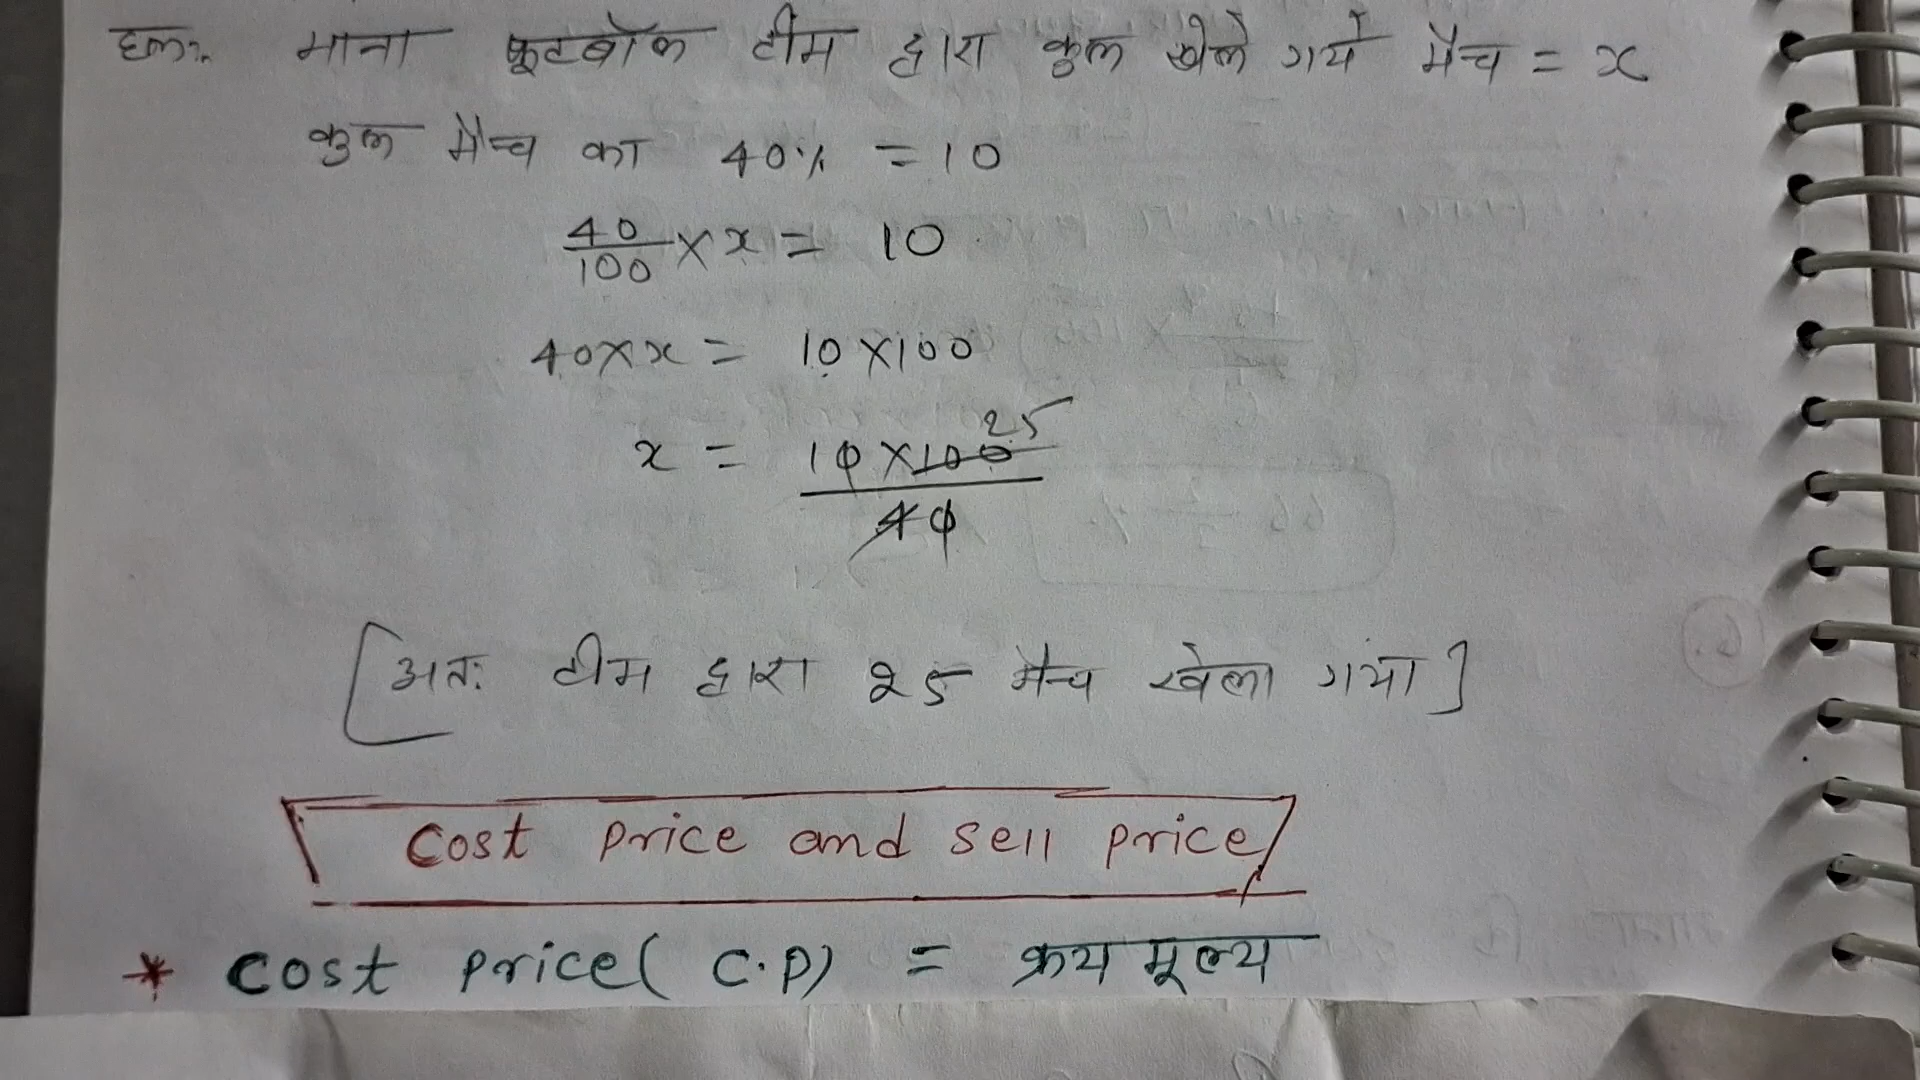 हल:. माना फूटबॉल टीम द्वारा कुल खेले गये मैच = x
कुल मैच का 40% = 10
40/100 × x = 10
40×x = 10×100
x = 10×100/40 25
[अतः टीम द्वारा 25 मैच खेला गया]
Cost price and sell price
* Cost price( C.P) = क्रय मूल्य